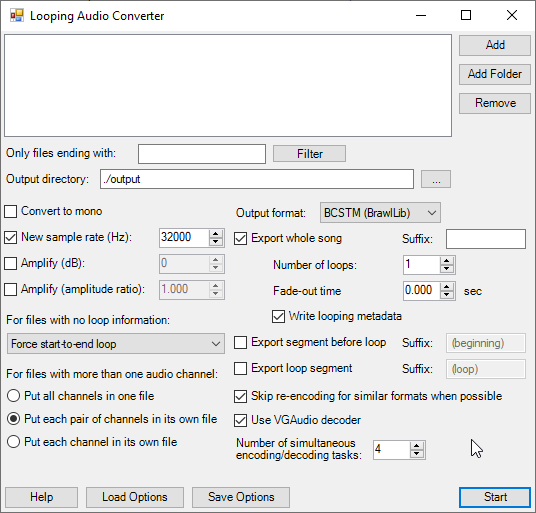 Looping Audio Converter
Add
Add Folder
Remove
Only files ending with:
Filter
Output directory:
./output
...
Convert to mono
Output format:
BCSTM (BrawlLib)
New sample rate (Hz):
32000
Export whole song
Suffix:
Amplify (dB):
0
Number of loops:
1
Amplify (amplitude ratio):
1.000
Fade-out time
0.000
sec
For files with no loop information:
Write looping metadata
Force start-to-end loop
Export segment before loop
Suffix:
(beginning)
For files with more than one audio channel:
Export loop segment
Suffix:
(loop)
Put all channels in one file
Skip re-encoding for similar formats when possible
Put each pair of channels in its own file
Use VGAudio decoder
Put each channel in its own file
Number of simultaneous
encoding/decoding tasks:
4
Help
Load Options
Save Options
Start